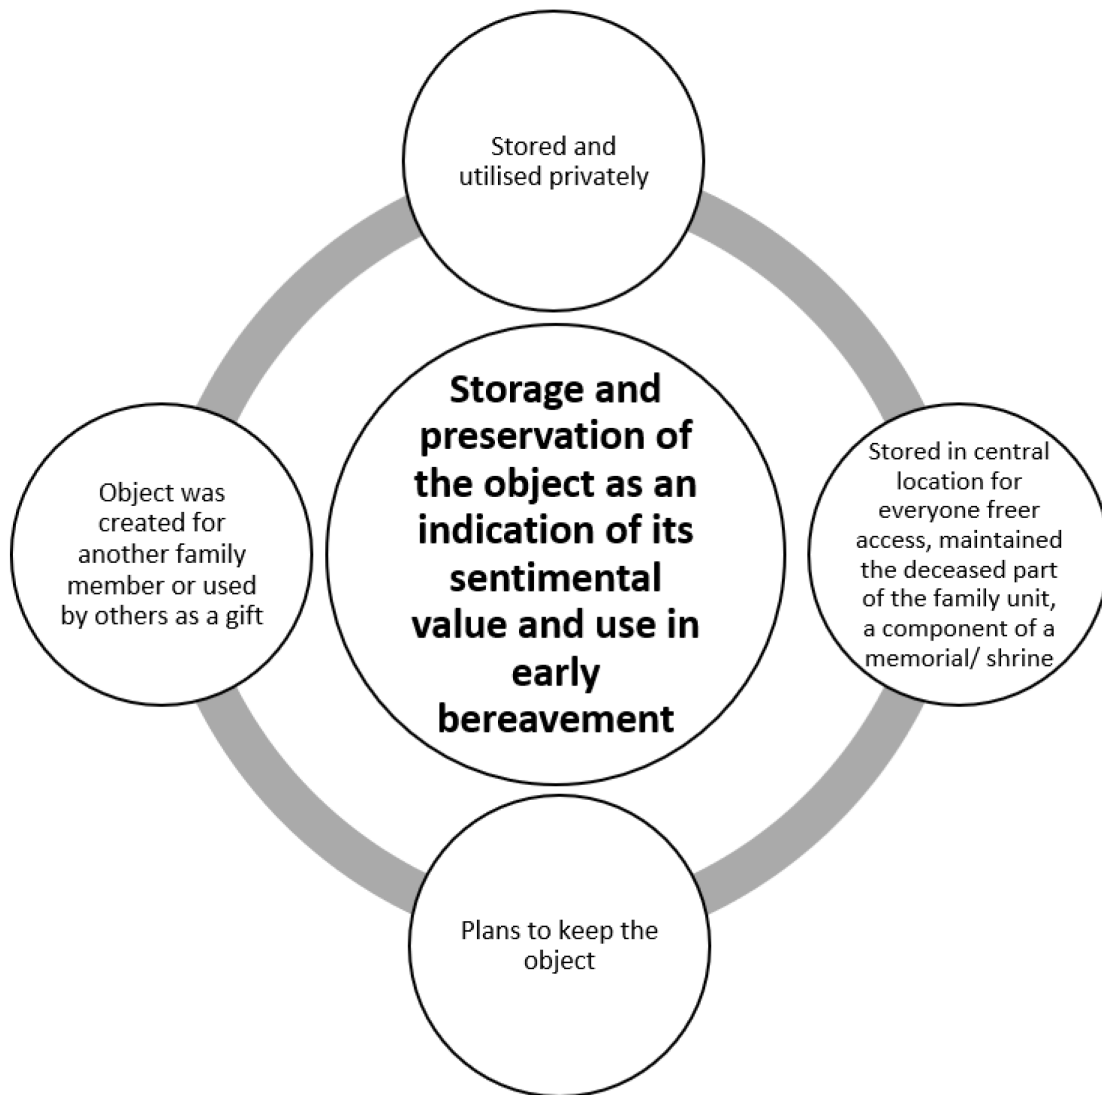 Stored and
utilised privately
Storage and
preservation of
the object as an
indication of its
sentimental
value and use in
early
bereavement
Stored in central
location for
everyone freer
access, maintained
the deceased part
of the family unit,
a component of a
memorial/ shrine
Plans to keep the
object
Object was
created for
another family
member or used
by others as a gift